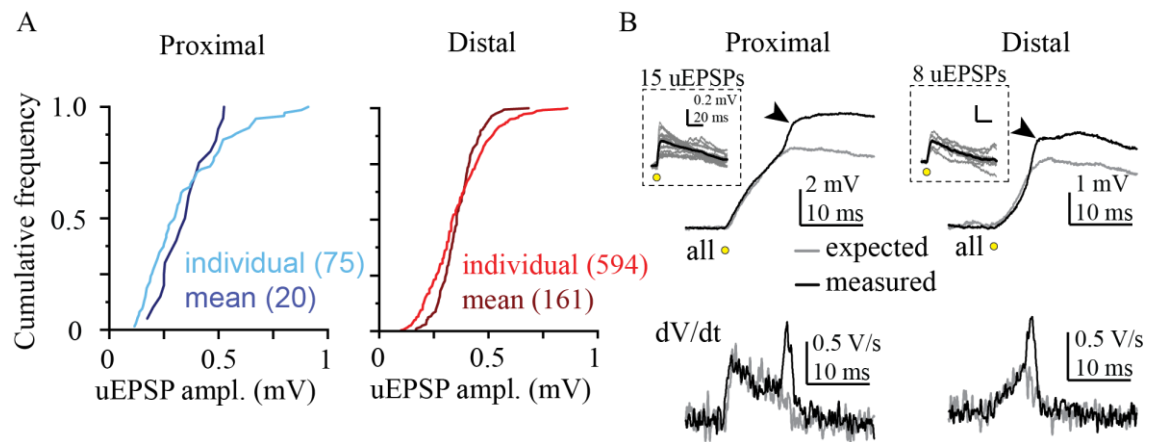 A
Proximal
Distal
Cumulative frequency
1.0
0.5
0
individual (75)
mean (20)
individual (594)
mean (161)
0
0.5
1
0
0.5
1
uEPSP ampl. (mV)
uEPSP ampl. (mV)
B
Proximal
Distal
15 uEPSPs
0.2 mV
20 ms
8 uEPSPs
2 mV
10 ms
1 mV
10 ms
all
all
expected
measured
dV/dt
0.5 V/s
10 ms
0.5 V/s
10 ms